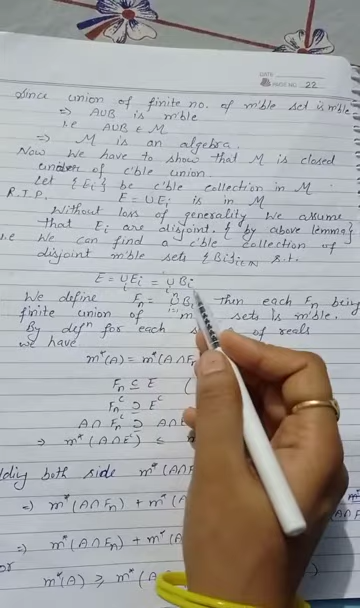 DATE
PAGE NO. 22
Since union of finite no. of m'ble set is m'ble
⇒ A∪B is m'ble
i.e A∪B ∈ M
⇒ M is an algebra.
Now We have to show that M is closed
under of c'ble union.
Let {Ei} be c'ble collection in M
R.T.P. E = ∪Ei is in M
Without loss of generality We assume
that Ei are disjoint. { by above lemma}
i.e We can find a c'ble collection of
disjoint m'ble sets {Bi}i∈N s.t.
E = ∪Ei = ∪Bi
We define Fn = ∪Bi then each Fn being
finite union of m sets is m'ble.
By defn for each of reals
we have
m*(A) = m*(A∩Fn
Fn ⊆ E (
Fnᶜ ⊇ Eᶜ
A∩Fnᶜ ⊇ A∩E
⇒ m*(A∩Eᶜ) ≤
dding both side m*(A∩F
⇒ m*(A∩Fn) + m*(A
⇒ m*(A∩Fn) + m*(A
or
m*(A) ≥ m*(A )